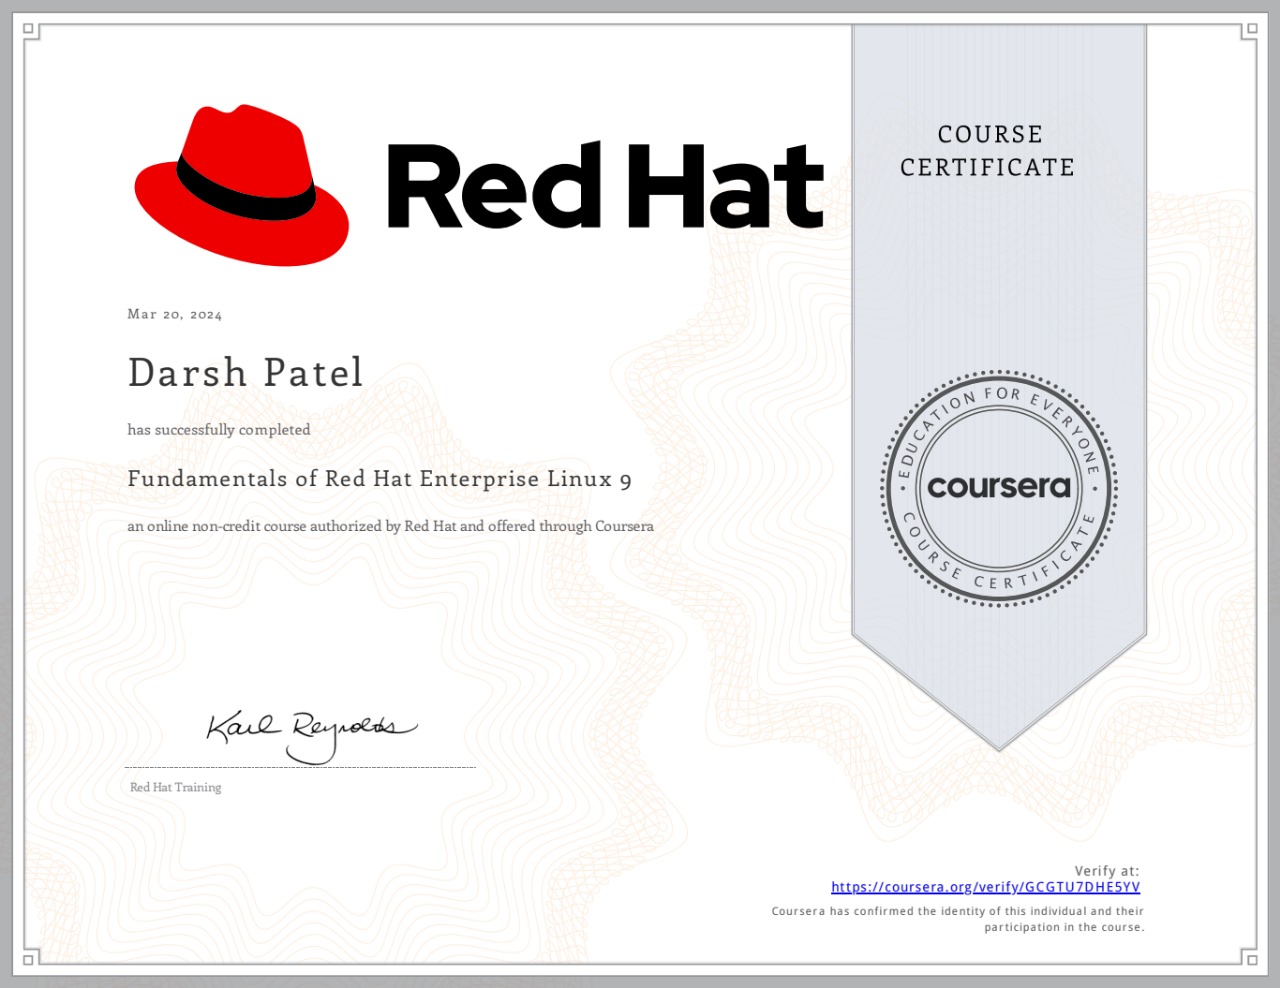 Red Hat
COURSE
CERTIFICATE
Mar 20, 2024
Darsh Patel
has successfully completed
Fundamentals of Red Hat Enterprise Linux 9
an online non-credit course authorized by Red Hat and offered through Coursera
EDUCATION FOR EVERYONE
coursera
COURSE CERTIFICATE
Karl Reynolds
Red Hat Training
Verify at:
https://coursera.org/verify/GCGTU7DHE5YV
Coursera has confirmed the identity of this individual and their
participation in the course.